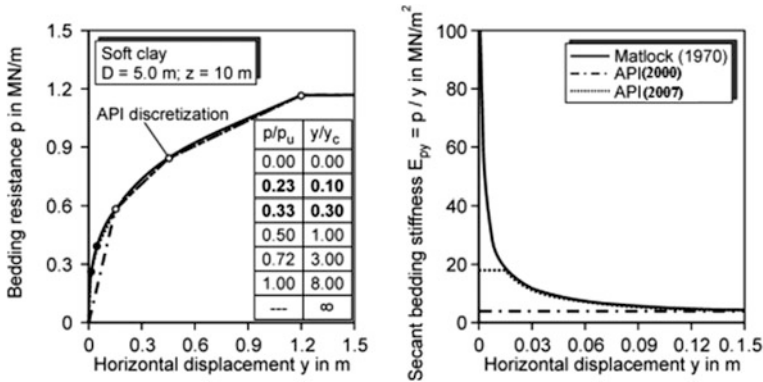 Bedding resistance p in MN/m
1.5
1.2
0.9
0.6
0.3
0
Soft clay
D = 5.0 m; z = 10 m
API discretization
p/pu y/yc
0.00 0.00
0.23 0.10
0.33 0.30
0.50 1.00
0.72 3.00
1.00 8.00
--- ∞
0 0.3 0.6 0.9 1.2 1.5
Horizontal displacement y in m
Secant bedding stiffness Epy = p / y in MN/m²
100
80
60
40
20
0
Matlock (1970)
API(2000)
API(2007)
0 0.03 0.06 0.09 0.12 0.1.5
Horizontal displacement y in m